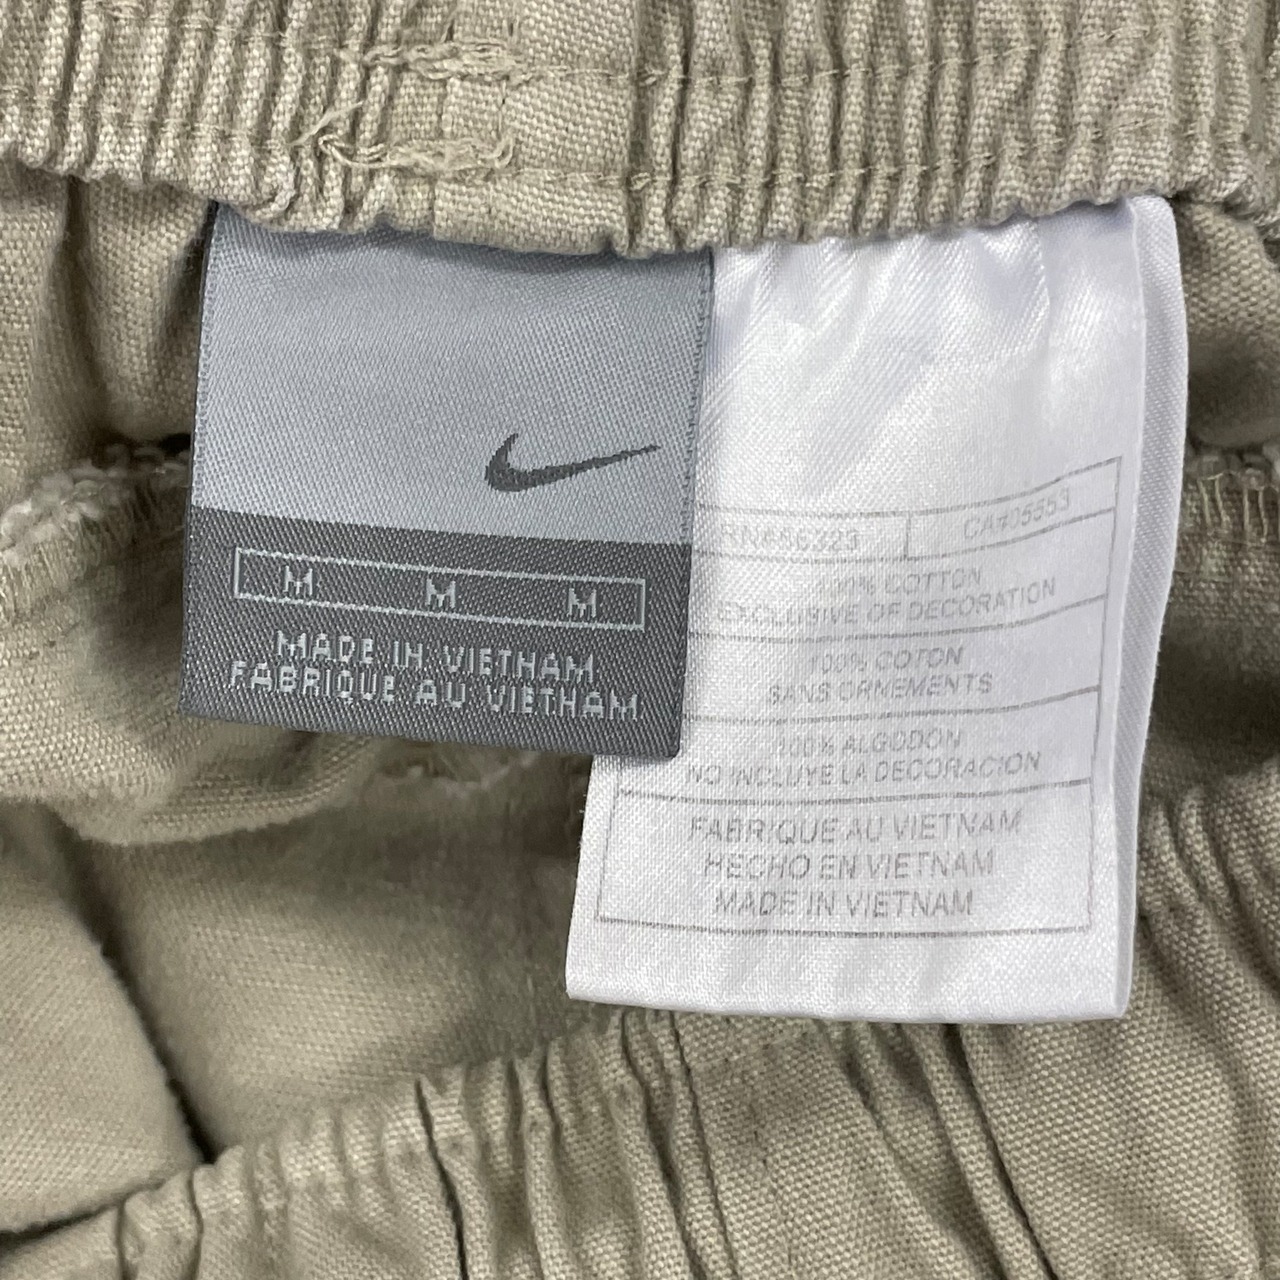 M M M
MADE IN VIETNAM
FABRIQUE AU VIETNAM
CA#05553
100% COTTON
EXCLUSIVE OF DECORATION
100% COTON
SANS ORNEMENTS
100% ALGODON
NO INCLUYE LA DECORACION
FABRIQUE AU VIETNAM
HECHO EN VIETNAM
MADE IN VIETNAM